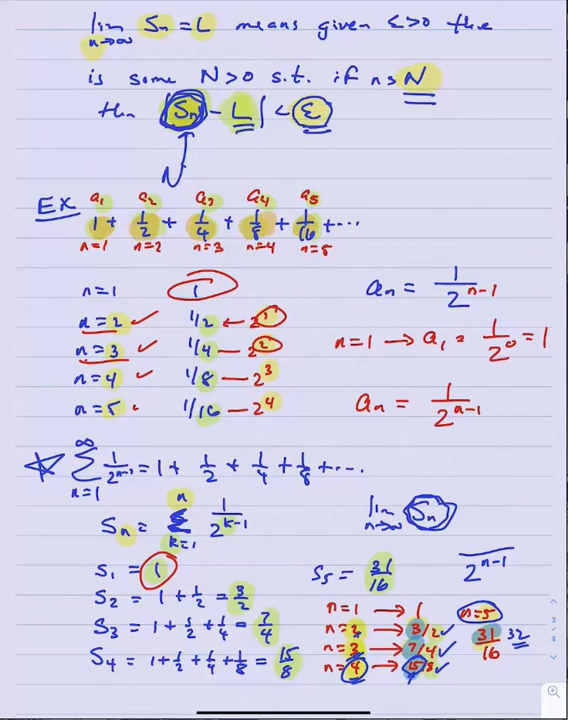 lim Sn = L means given ε>0 the
n→∞
is some N>0 s.t. if n≥N
then |Sn - L| < ε
N
EX
a1 a2 a3 a4 a5
1 + 1/2 + 1/4 + 1/8 + 1/16 + ...
n=1 n=2 n=3 n=4 n=5
n=1 1
n=2 ✓ 1/2 ← 2^1
n=3 ✓ 1/4 — 2^2
n=4 ✓ 1/8 — 2^3
n=5 1/16 — 2^4
an = 1/2^(n-1)
n=1 → a1 = 1/2^0 = 1
an = 1/2^(n-1)
☆ ∞ Σ n=1 1/2^(n-1) = 1 + 1/2 + 1/4 + 1/8 + ...
Sn = n Σ k=1 1/2^(k-1)
lim Sn
n→∞
S1 = 1
S2 = 1 + 1/2 = 3/2
S3 = 1 + 1/2 + 1/4 = 7/4
S4 = 1 + 1/2 + 1/4 + 1/8 = 15/8
S5 = 31/16
2^(n-1)
n=1 → 1
n=2 → 3/2 ✓
n=3 → 7/4 ✓
n=4 → 15/8 ✓
n=5
31/16 32
3/4